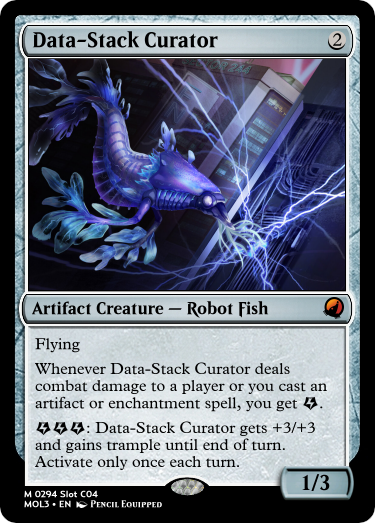 Data-Stack Curator 2
Artifact Creature — Robot Fish
Flying
Whenever Data-Stack Curator deals
combat damage to a player or you cast an
artifact or enchantment spell, you get .
: Data-Stack Curator gets +3/+3
and gains trample until end of turn.
Activate only once each turn.
1/3
M 0294 Slot C04
MOL3 • EN Pencil Equipped